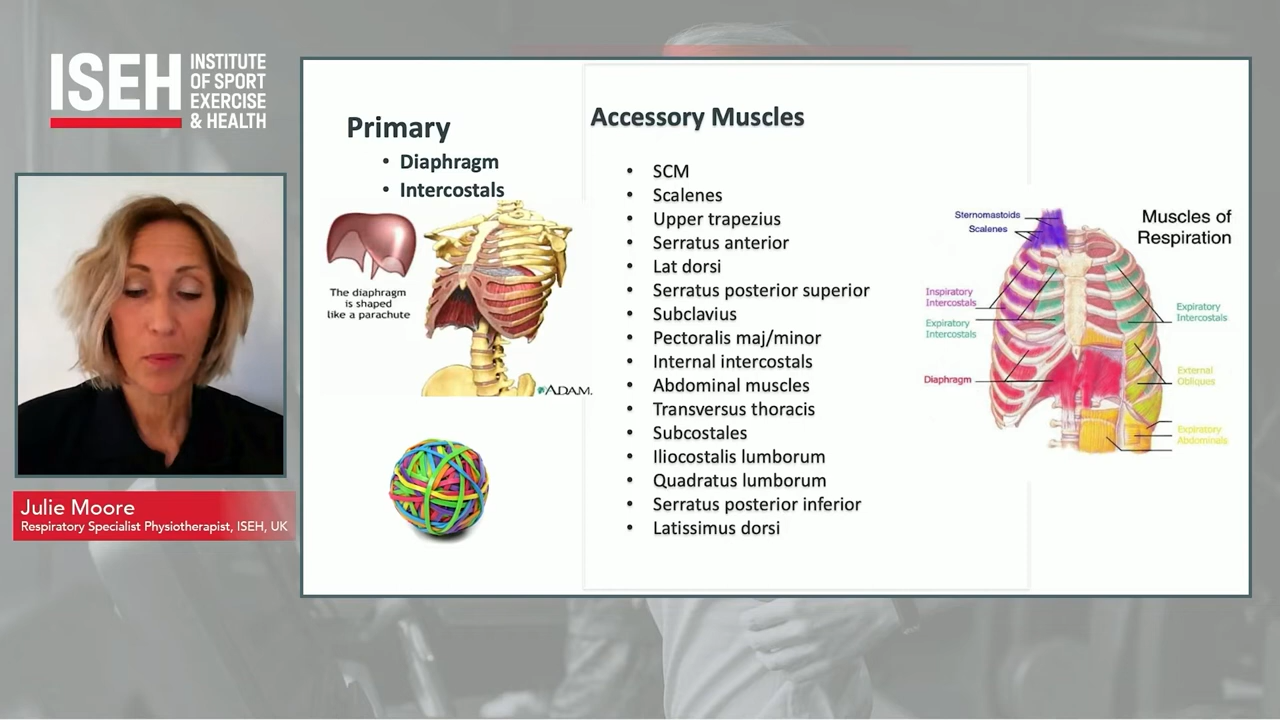 ISEH
INSTITUTE
OF SPORT
EXERCISE
& HEALTH
Julie Moore
Respiratory Specialist Physiotherapist, ISEH, UK
Primary
• Diaphragm
• Intercostals
The diaphragm
is shaped
like a parachute
ADAM.
Accessory Muscles
• SCM
• Scalenes
• Upper trapezius
• Serratus anterior
• Lat dorsi
• Serratus posterior superior
• Subclavius
• Pectoralis maj/minor
• Internal intercostals
• Abdominal muscles
• Transversus thoracis
• Subcostales
• Iliocostalis lumborum
• Quadratus lumborum
• Serratus posterior inferior
• Latissimus dorsi
Muscles of
Respiration
Sternomastoids
Scalenes
Inspiratory
Intercostals
Expiratory
Intercostals
Diaphragm
Expiratory
Intercostals
External
Obliques
Expiratory
Abdominals